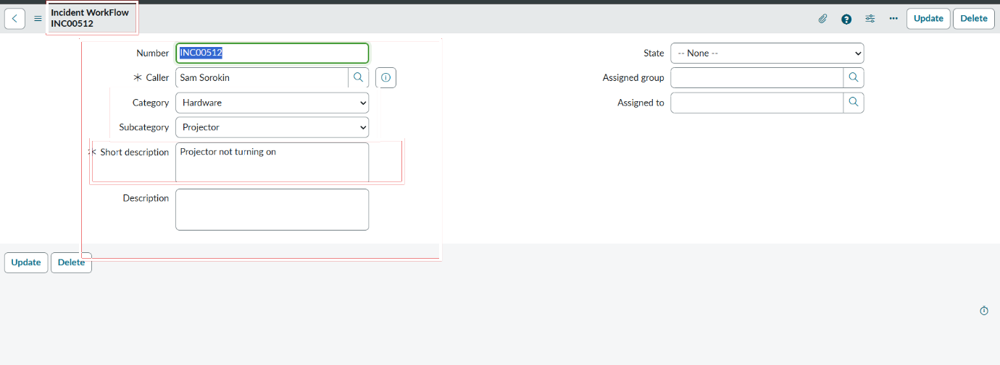 Incident WorkFlow
INC00512
Update Delete
Number INC00512
Caller Sam Sorokin
Category Hardware
Subcategory Projector
Short description Projector not turning on
Description
State -- None --
Assigned group
Assigned to
Update Delete